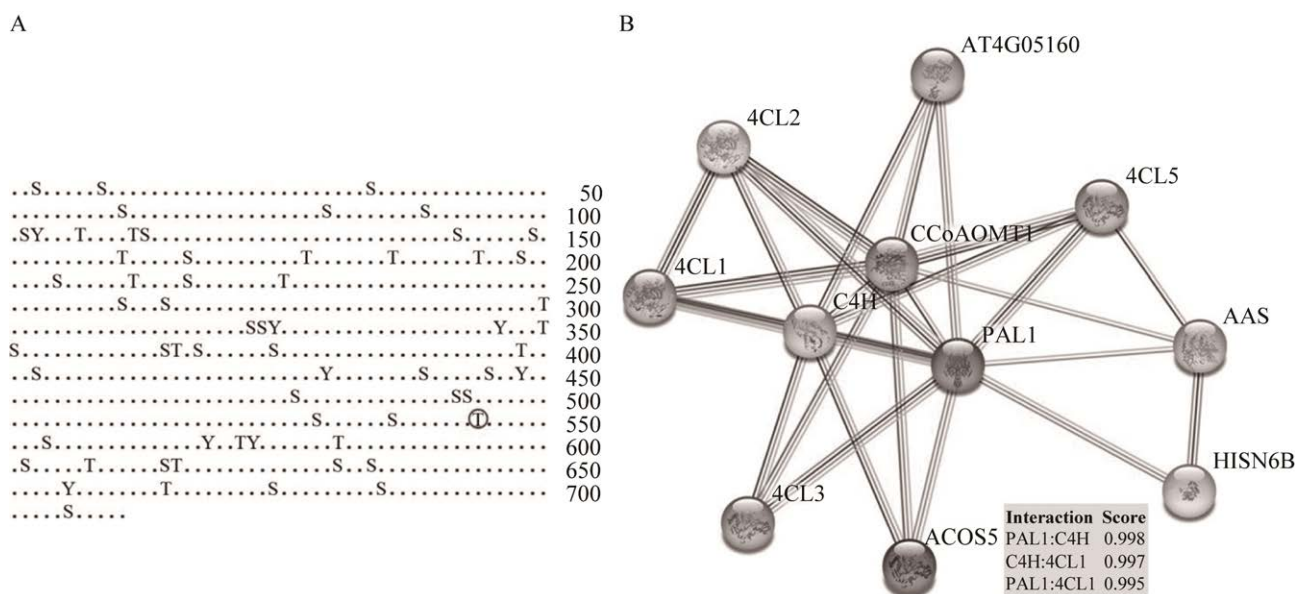 A
B
..S.....S........................S................ 50
..........S..................S........S........... 100
.SY...T....TS............................S......S. 150
..........T.....S..........T.......T.......T...S.. 200
....S......T....S........T........................ 250
..........S...S..................................T 300
......................SSY....................Y...T 350
S.............ST.S......S......................T.. 400
..S..........................Y........S.....S..Y.. 450
..........................S..............SS....... 500
............................S......S.......T...... 550
...S..............Y..TY.......T................... 600
.S.....T......ST..............S..S................ 650
.....Y........T.........S.........S............... 700
.....S.....
AT4G05160
4CL2
4CL5
CCoAOMT1
4CL1
C4H
AAS
PAL1
HISN6B
4CL3
ACOS5
Interaction Score
PAL1:C4H 0.998
C4H:4CL1 0.997
PAL1:4CL1 0.995